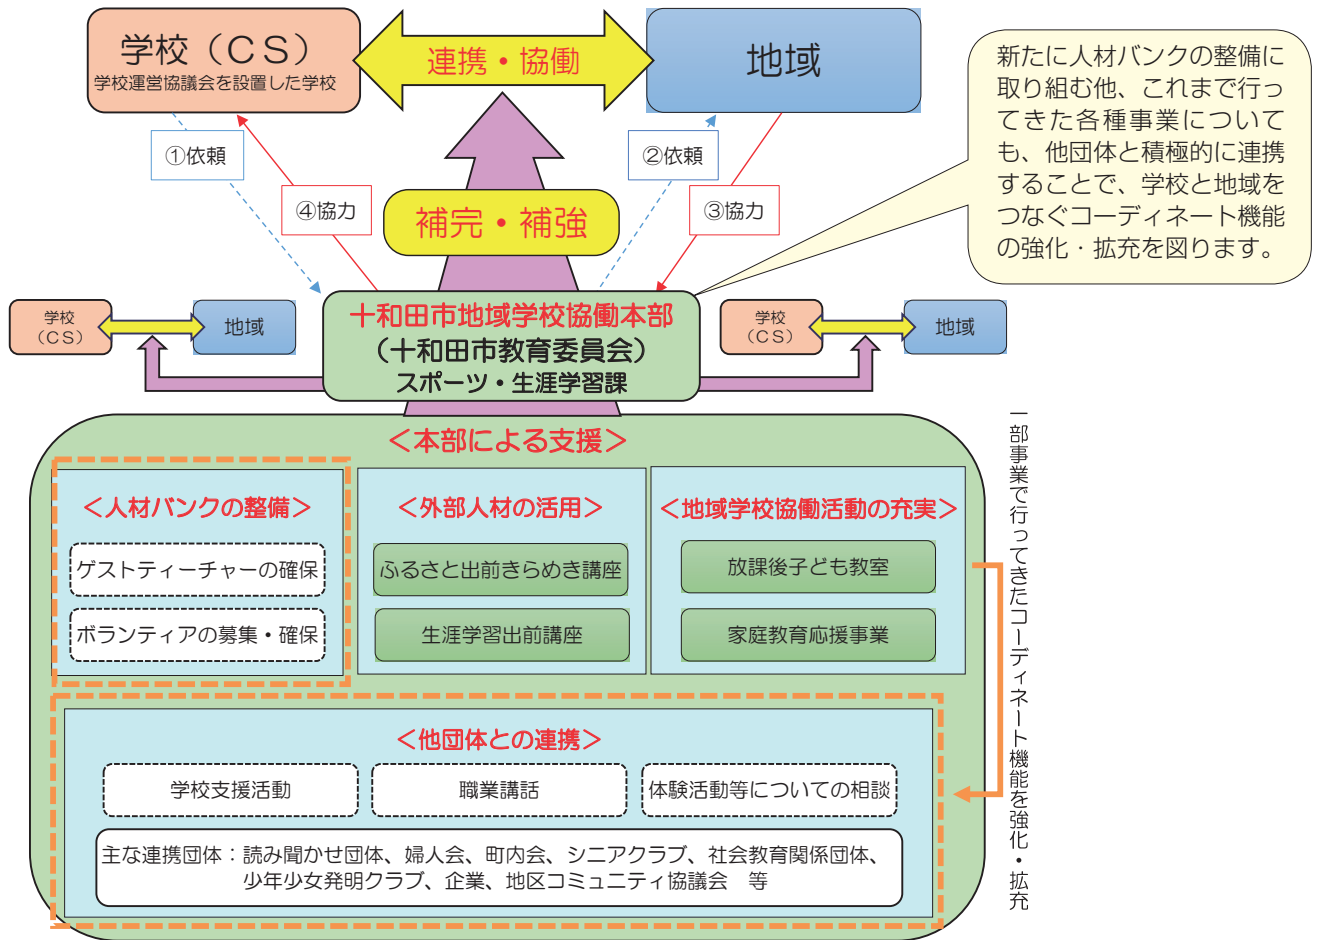 学校（ＣＳ）
学校運営協議会を設置した学校
連携・協働
地域
新たに人材バンクの整備に
取り組む他、これまで行っ
てきた各種事業について
も、他団体と積極的に連携
することで、学校と地域を
つなぐコーディネート機能
の強化・拡充を図ります。
①依頼
②依頼
④協力
③協力
補完・補強
学校
（ＣＳ）
地域
十和田市地域学校協働本部
（十和田市教育委員会）
スポーツ・生涯学習課
学校
（ＣＳ）
地域
＜本部による支援＞
＜人材バンクの整備＞
ゲストティーチャーの確保
ボランティアの募集・確保
＜外部人材の活用＞
ふるさと出前きらめき講座
生涯学習出前講座
＜地域学校協働活動の充実＞
放課後子ども教室
家庭教育応援事業
一部事業で行ってきたコーディネート機能を強化・拡充
＜他団体との連携＞
学校支援活動
職業講話
体験活動等についての相談
主な連携団体：読み聞かせ団体、婦人会、町内会、シニアクラブ、社会教育関係団体、
少年少女発明クラブ、企業、地区コミュニティ協議会　等